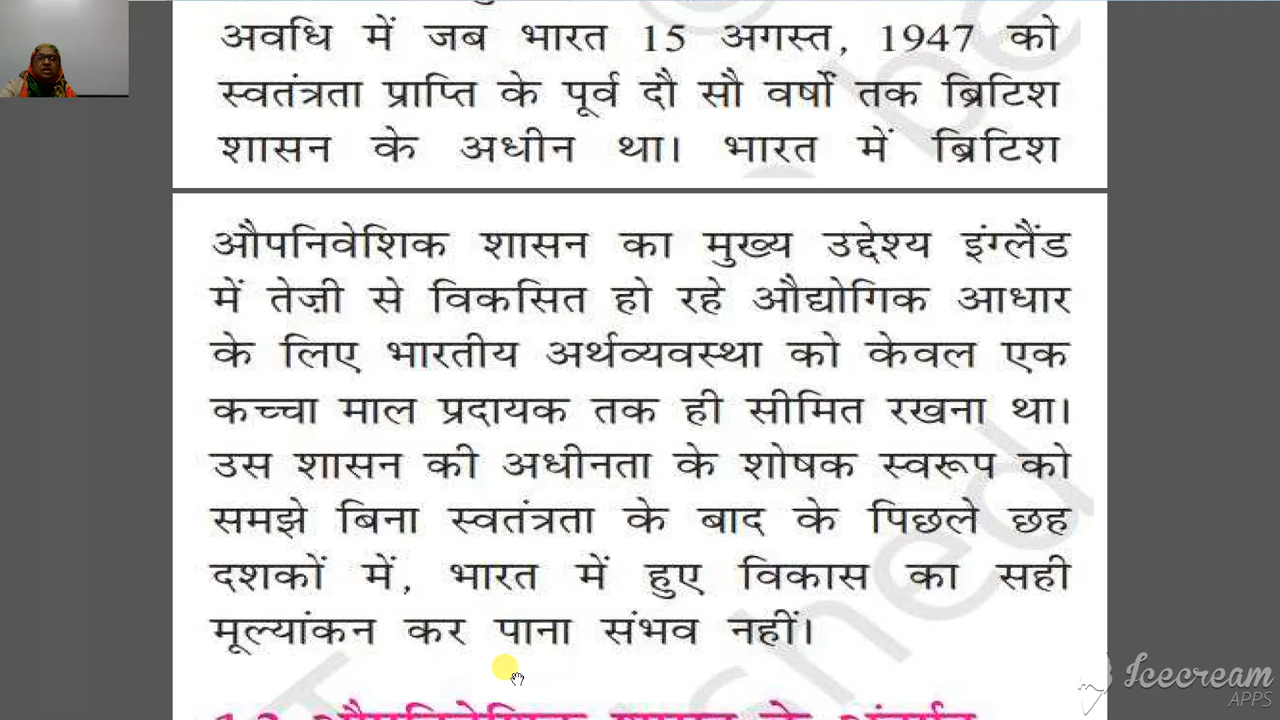 अवधि में जब भारत 15 अगस्त, 1947 को
स्वतंत्रता प्राप्ति के पूर्व दौ सौ वर्षों तक ब्रिटिश
शासन के अधीन था। भारत में ब्रिटिश
औपनिवेशिक शासन का मुख्य उद्देश्य इंग्लैंड
में तेज़ी से विकसित हो रहे औद्योगिक आधार
के लिए भारतीय अर्थव्यवस्था को केवल एक
कच्चा माल प्रदायक तक ही सीमित रखना था।
उस शासन की अधीनता के शोषक स्वरूप को
समझे बिना स्वतंत्रता के बाद के पिछले छह
दशकों में, भारत में हुए विकास का सही
मूल्यांकन कर पाना संभव नहीं।
Icecream
APPS